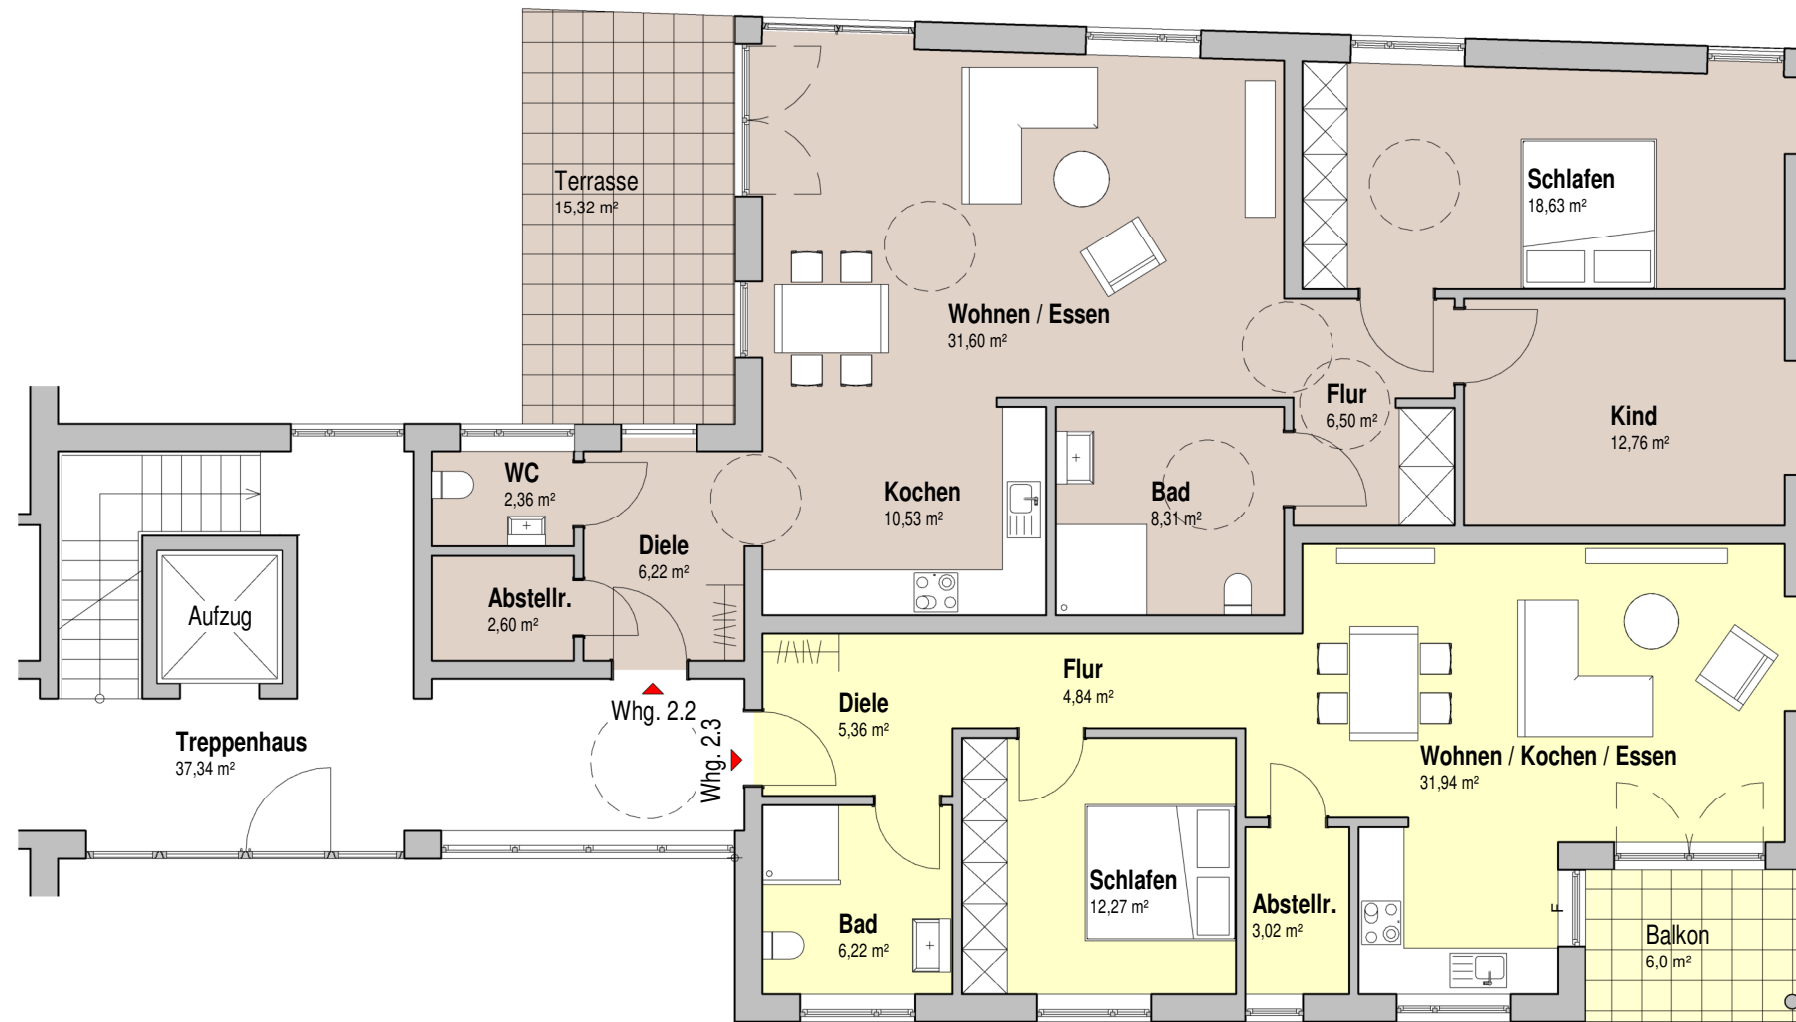 Terrasse
15,32 m²
Schlafen
18,63 m²
Wohnen / Essen
31,60 m²
Flur
6,50 m²
Kind
12,76 m²
WC
2,36 m²
Kochen
10,53 m²
Bad
8,31 m²
Diele
6,22 m²
Abstellr.
2,60 m²
Aufzug
Treppenhaus
37,34 m²
Whg. 2.2
Whg. 2.3
Diele
5,36 m²
Flur
4,84 m²
Wohnen / Kochen / Essen
31,94 m²
Bad
6,22 m²
Schlafen
12,27 m²
Abstellr.
3,02 m²
F
Balkon
6,0 m²